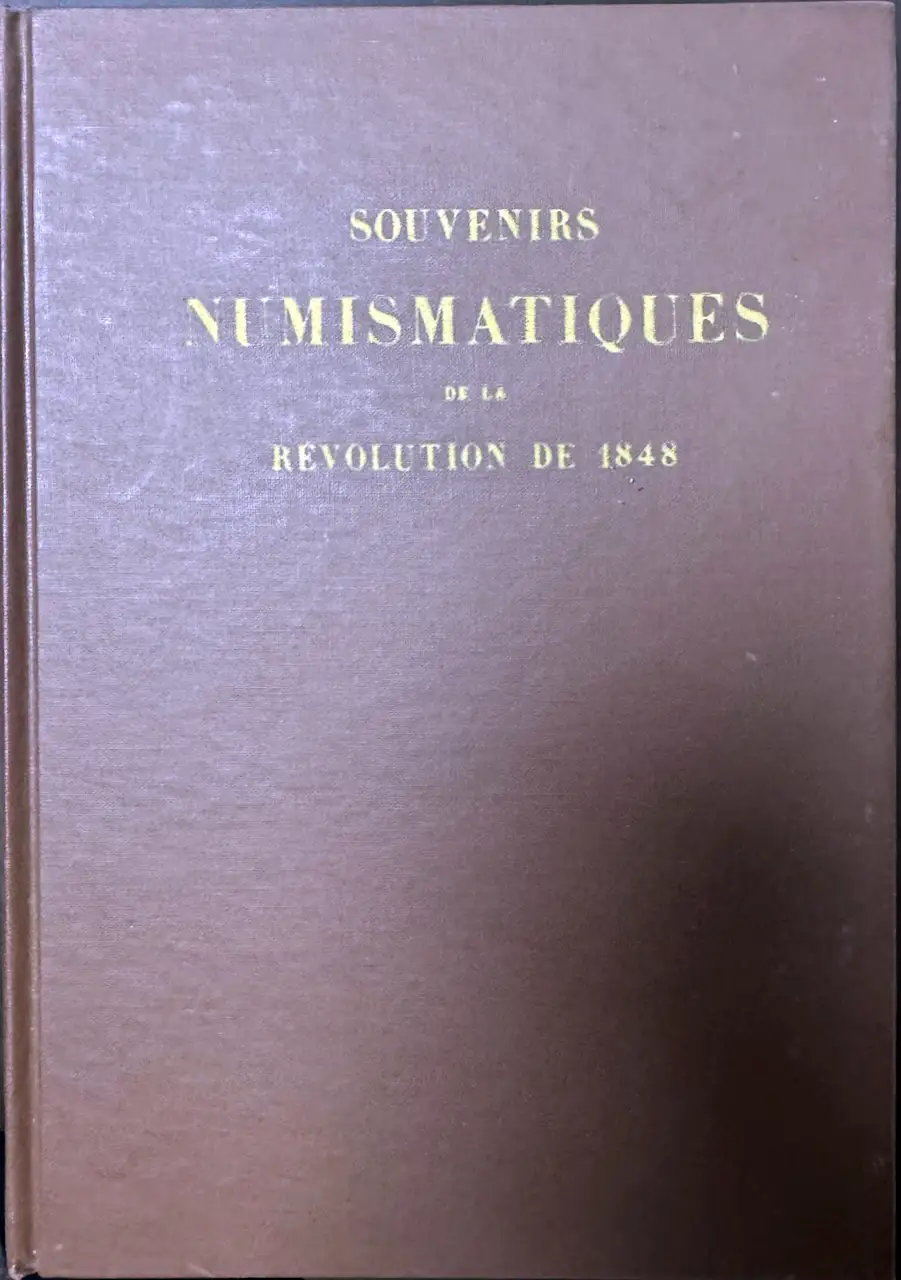 SOUVENIRS
NUMISMATIQUES
DE LA
RÉVOLUTION DE 1848